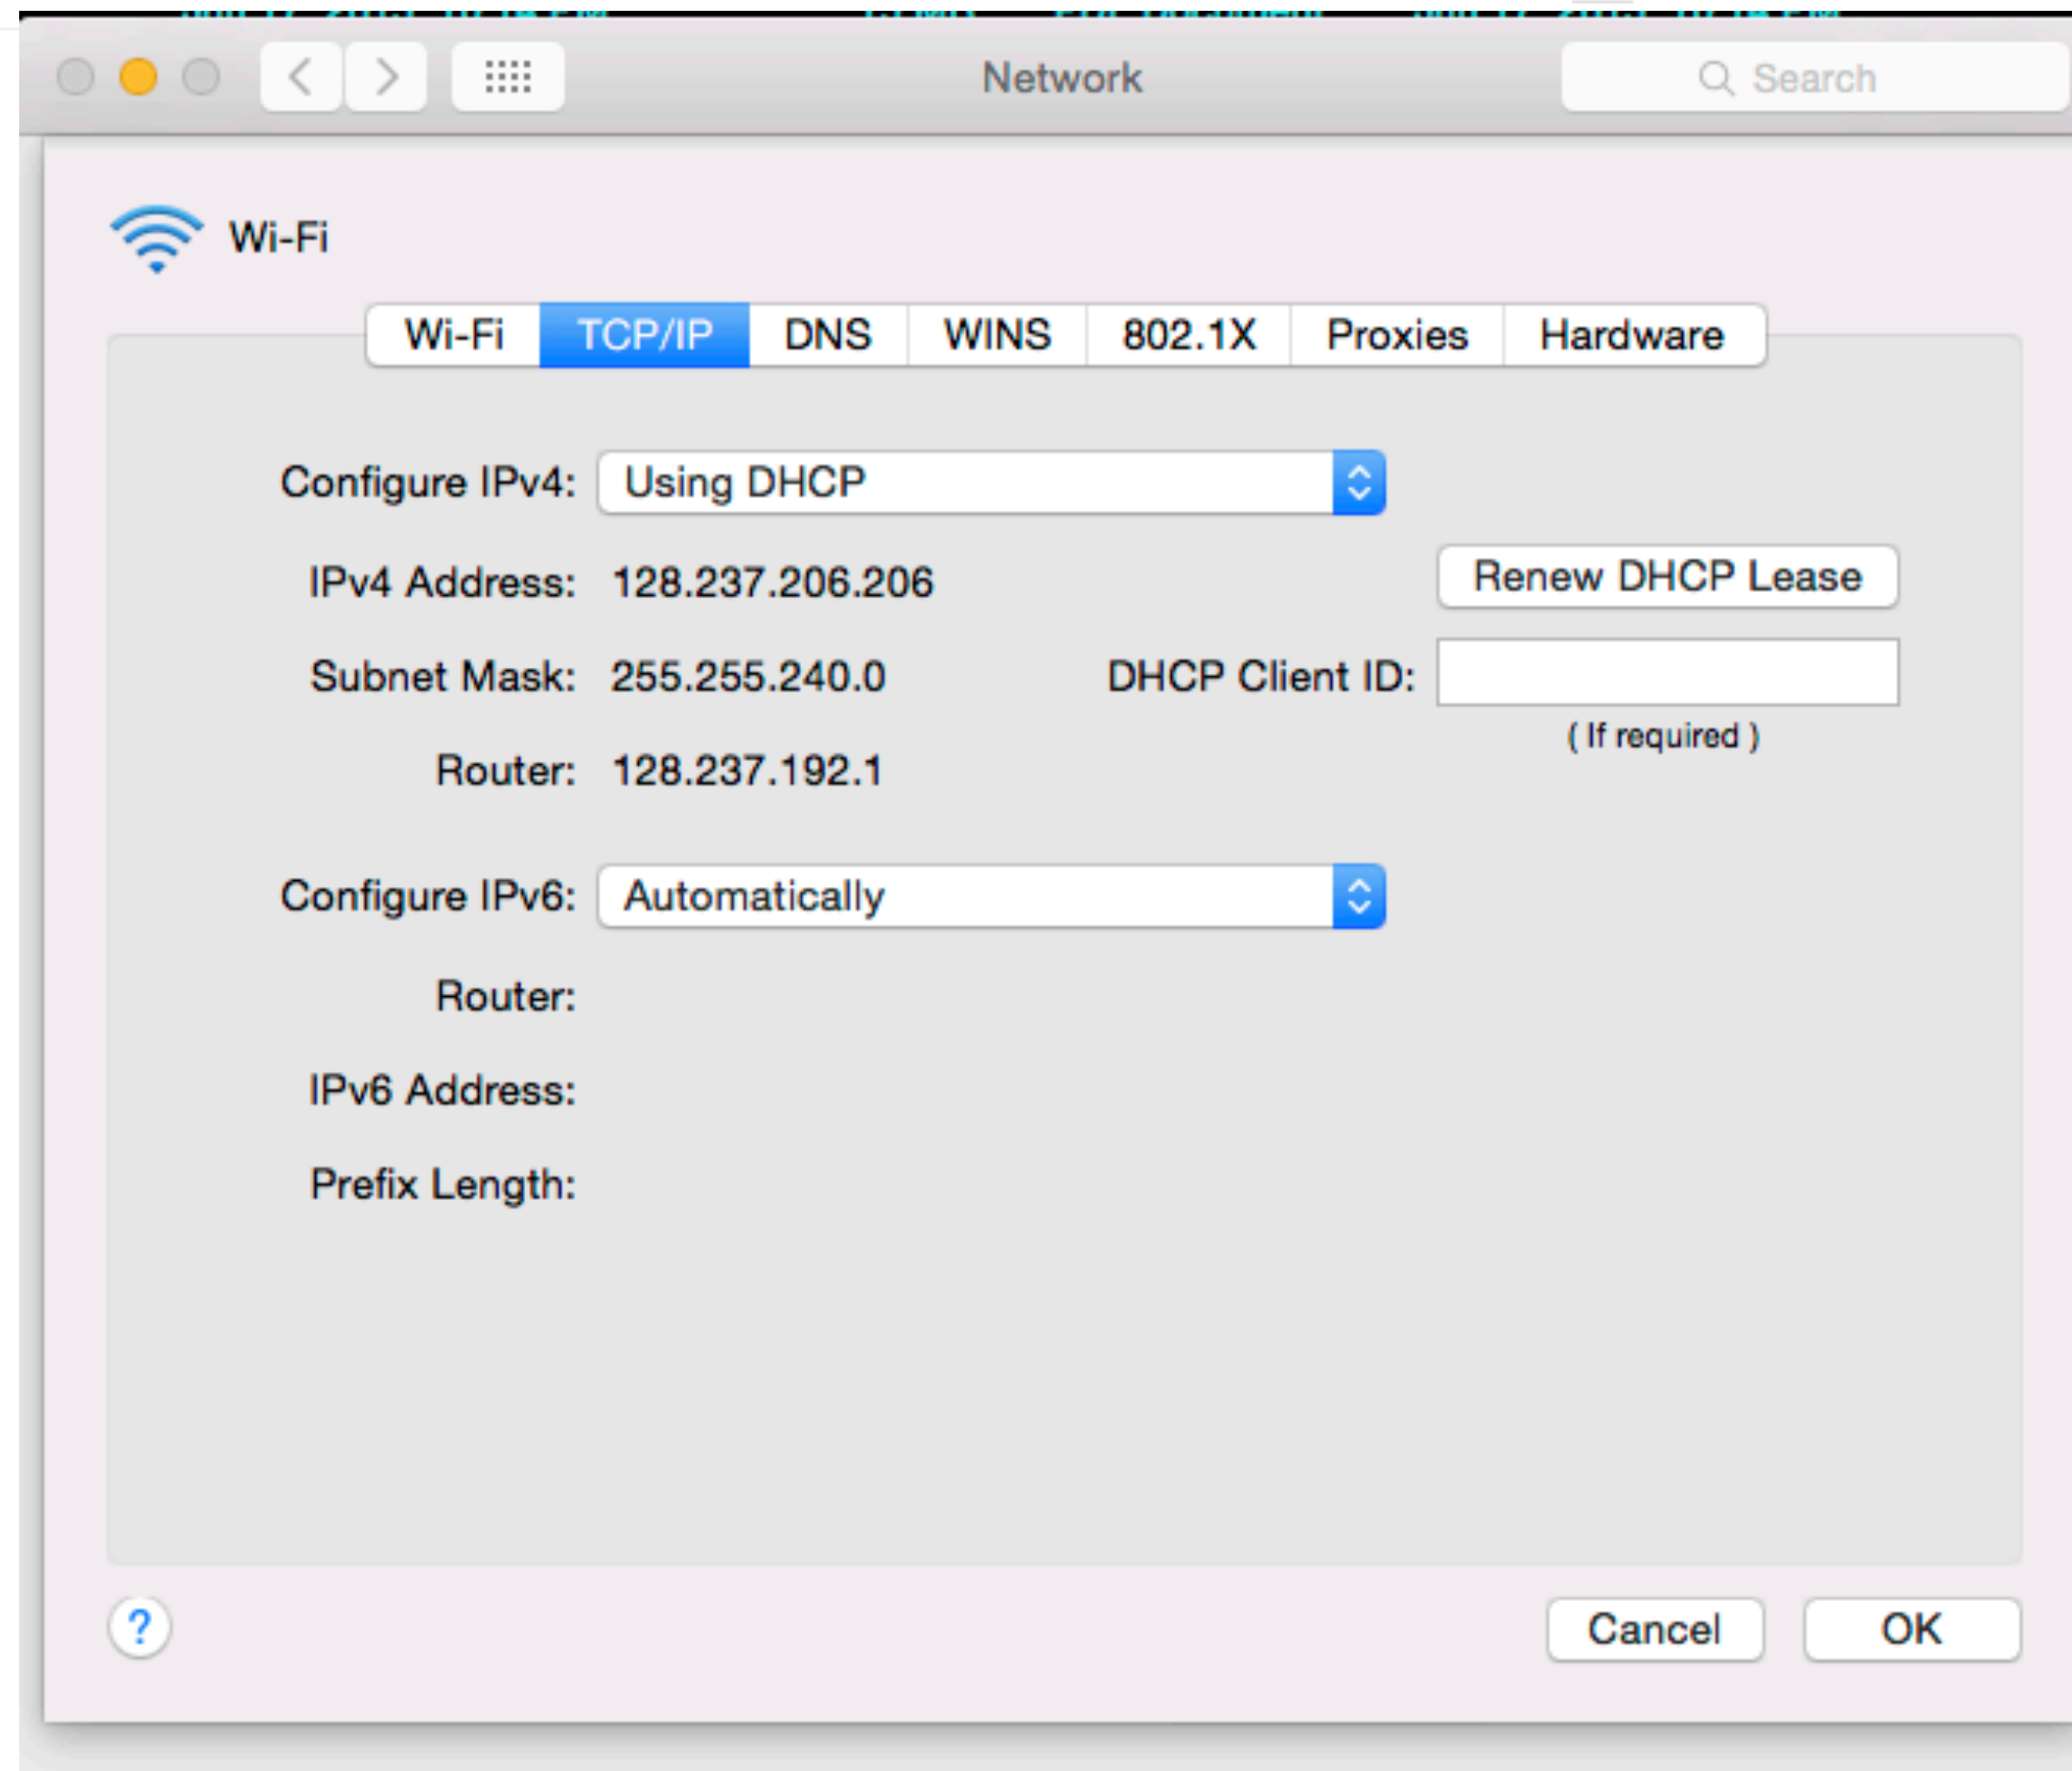 Network
Search
Wi-Fi
Wi-Fi TCP/IP DNS WINS 802.1X Proxies Hardware
Configure IPv4: Using DHCP
IPv4 Address: 128.237.206.206 Renew DHCP Lease
Subnet Mask: 255.255.240.0 DHCP Client ID:
( If required )
Router: 128.237.192.1
Configure IPv6: Automatically
Router:
IPv6 Address:
Prefix Length:
? Cancel OK